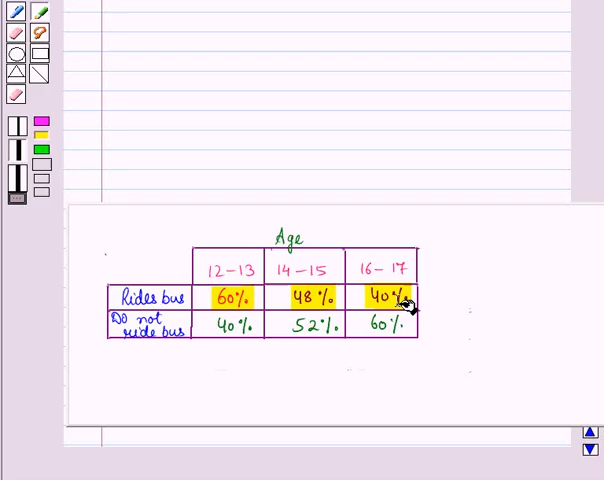 Age
12-13 14-15 16-17
Rides bus 60% 48% 40%
Do not
ride bus 40% 52% 60%